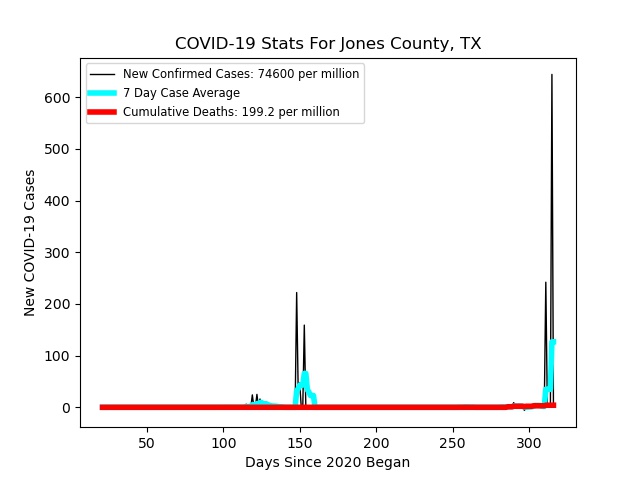 COVID-19 Stats For Jones County, TX
New Confirmed Cases: 74600 per million
7 Day Case Average
Cumulative Deaths: 199.2 per million
New COVID-19 Cases
600
500
400
300
200
100
0
50 100 150 200 250 300
Days Since 2020 Began